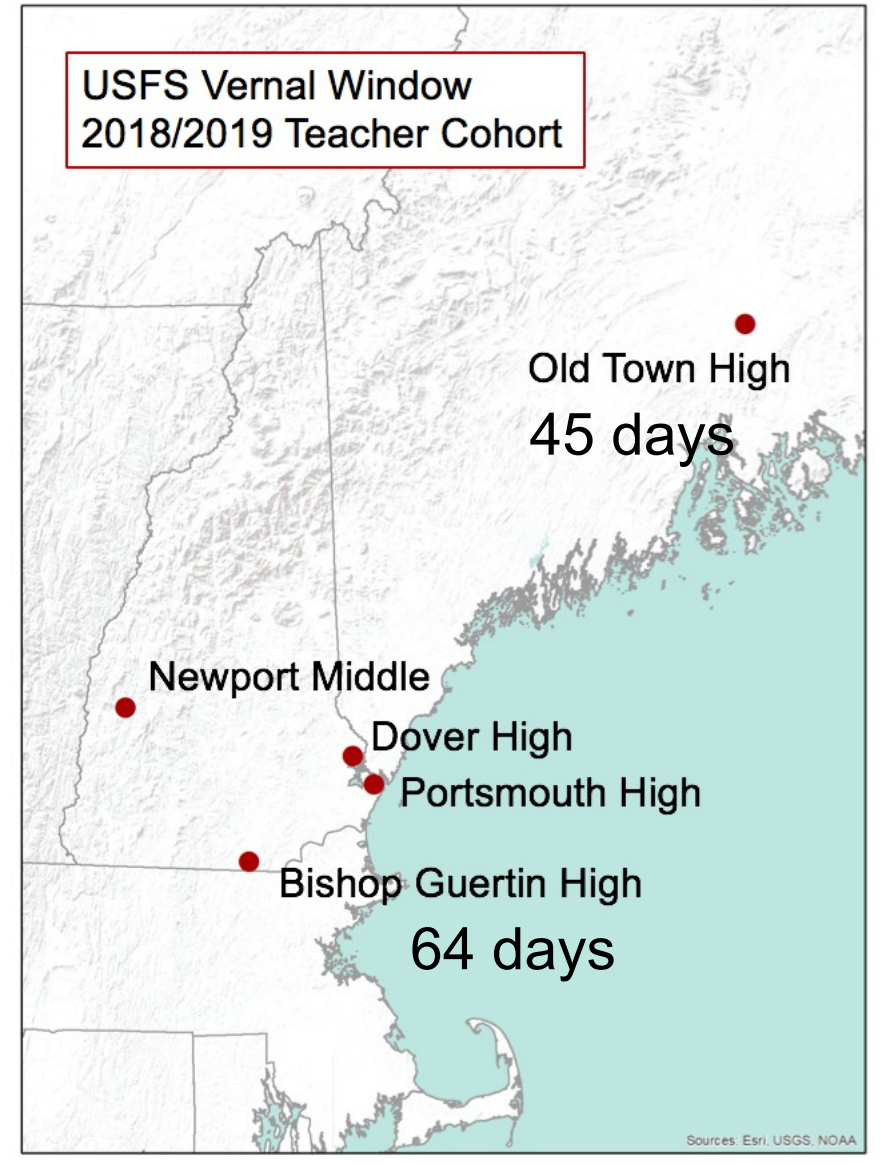 USFS Vernal Window
2018/2019 Teacher Cohort
Old Town High
45 days
Newport Middle
Dover High
Portsmouth High
Bishop Guertin High
64 days
Sources: Esri, USGS, NOAA